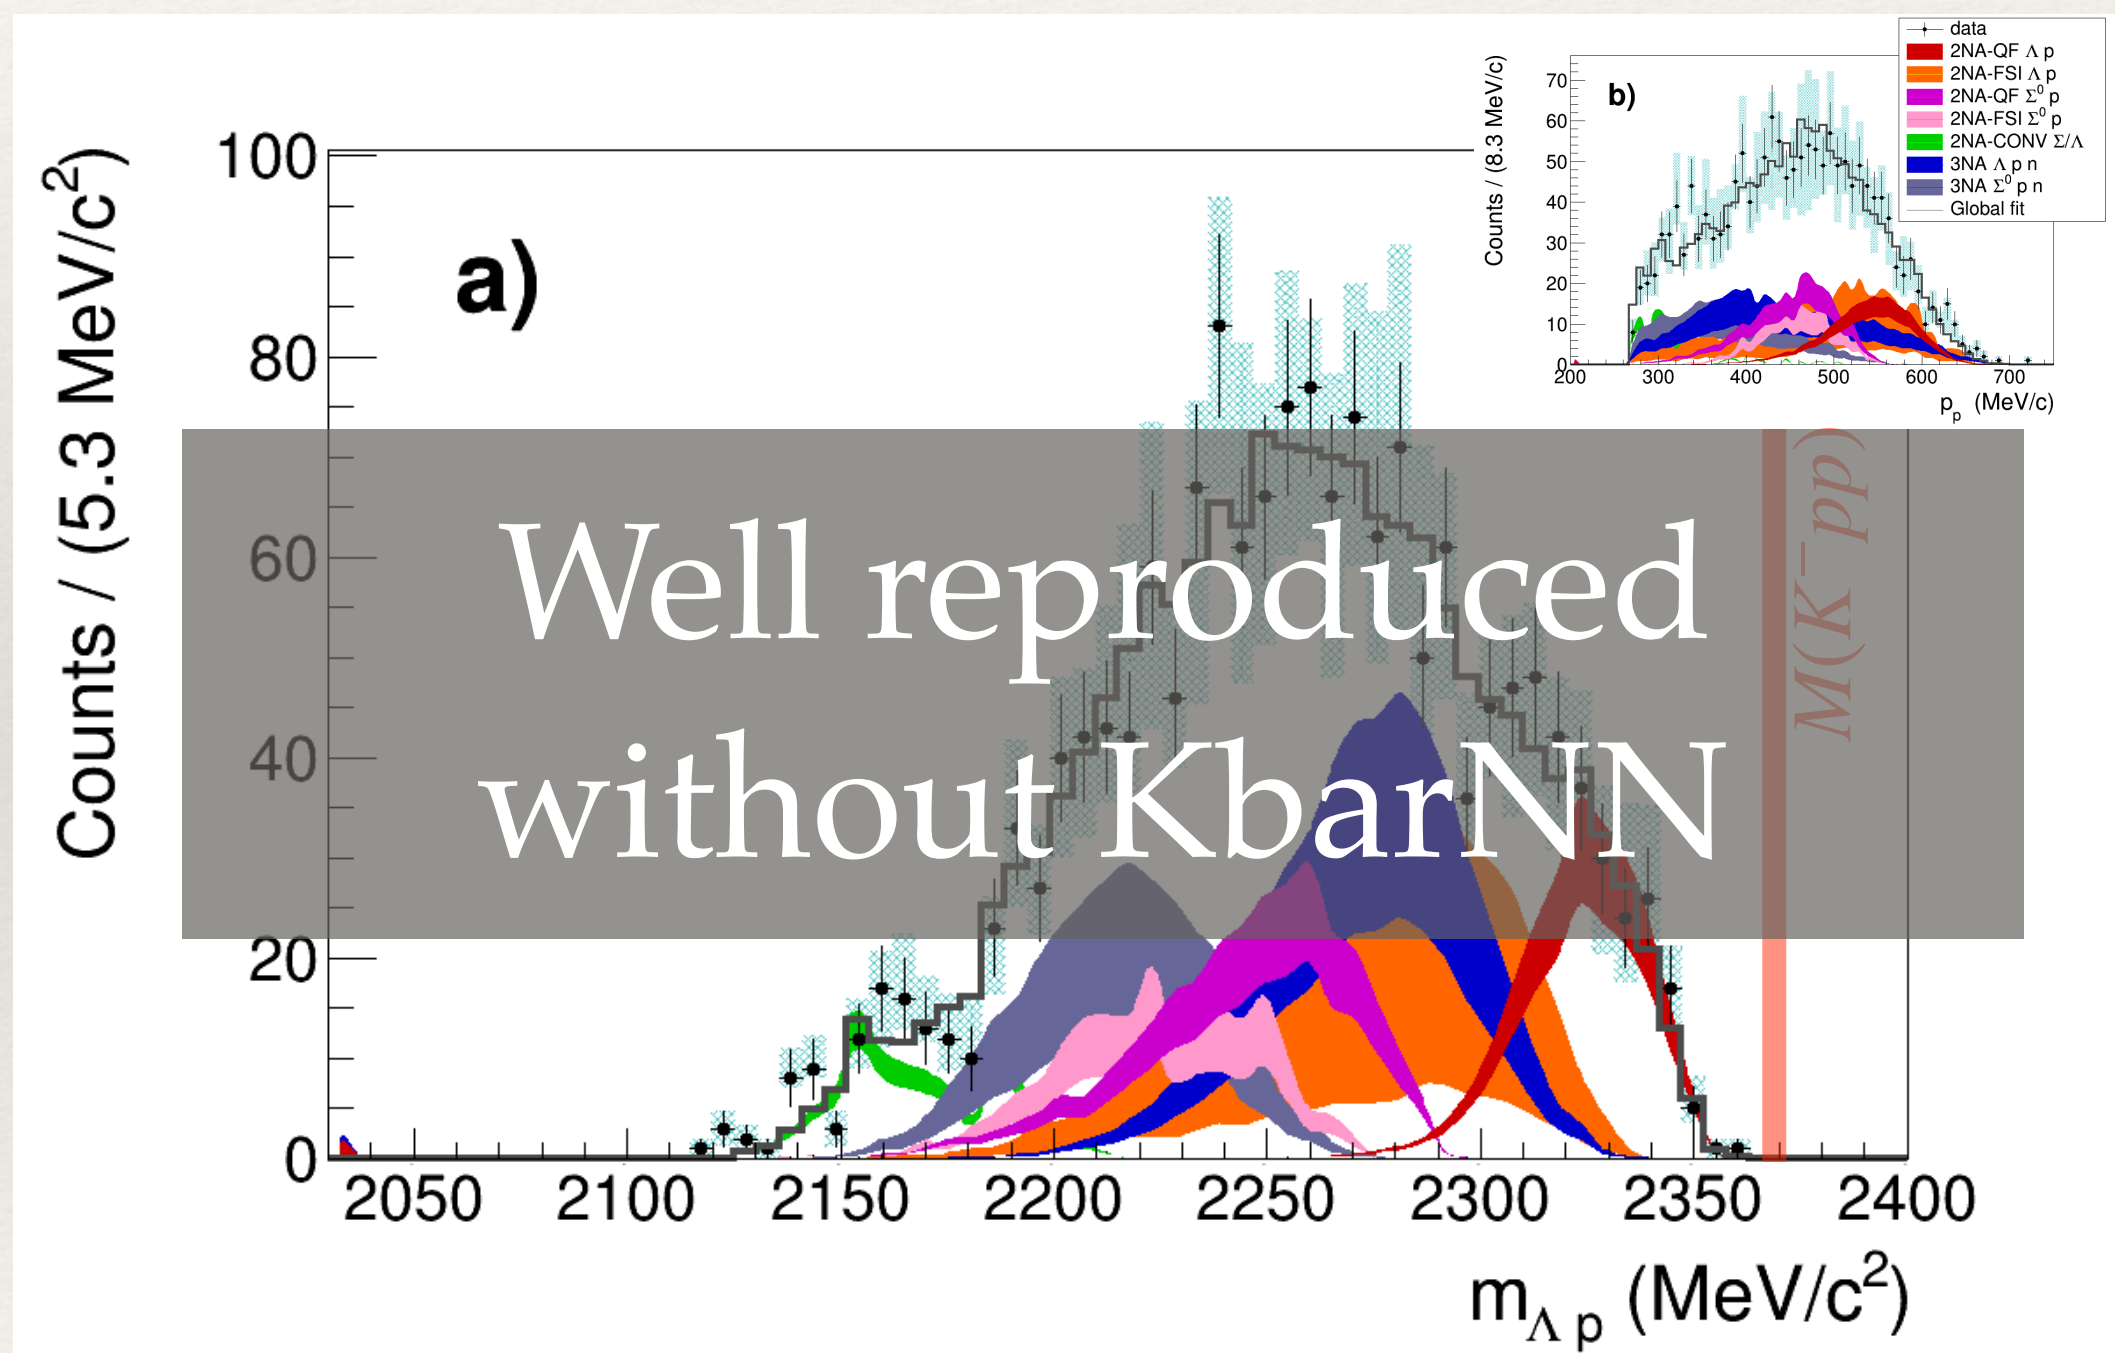 a)
Counts / (5.3 MeV/c²)
100
80
60
40
20
0
2050 2100 2150 2200 2250 2300 2350 2400
m_Λ p (MeV/c²)
M(K⁻pp)
Well reproduced
without KbarNN
b)
Counts / (8.3 MeV/c)
70
60
50
40
30
20
10
0
200 300 400 500 600 700
p_p (MeV/c)
data
2NA-QF Λ p
2NA-FSI Λ p
2NA-QF Σ⁰ p
2NA-FSI Σ⁰ p
2NA-CONV Σ/Λ
3NA Λ p n
3NA Σ⁰ p n
Global fit